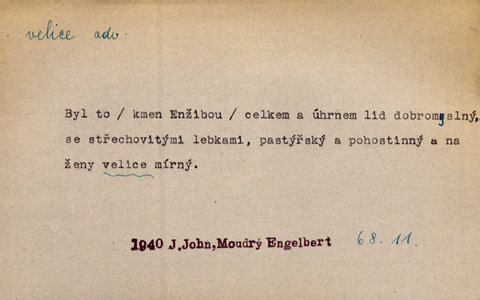 velice adv.
Byl to / kmen Enžibou / celkem a úhrnem lid dobromyslný,
se střechovitými lebkami, pastýřský a pohostinný a na
ženy velice mírný.
1940 J.John,Moudrý Engelbert 68.11.